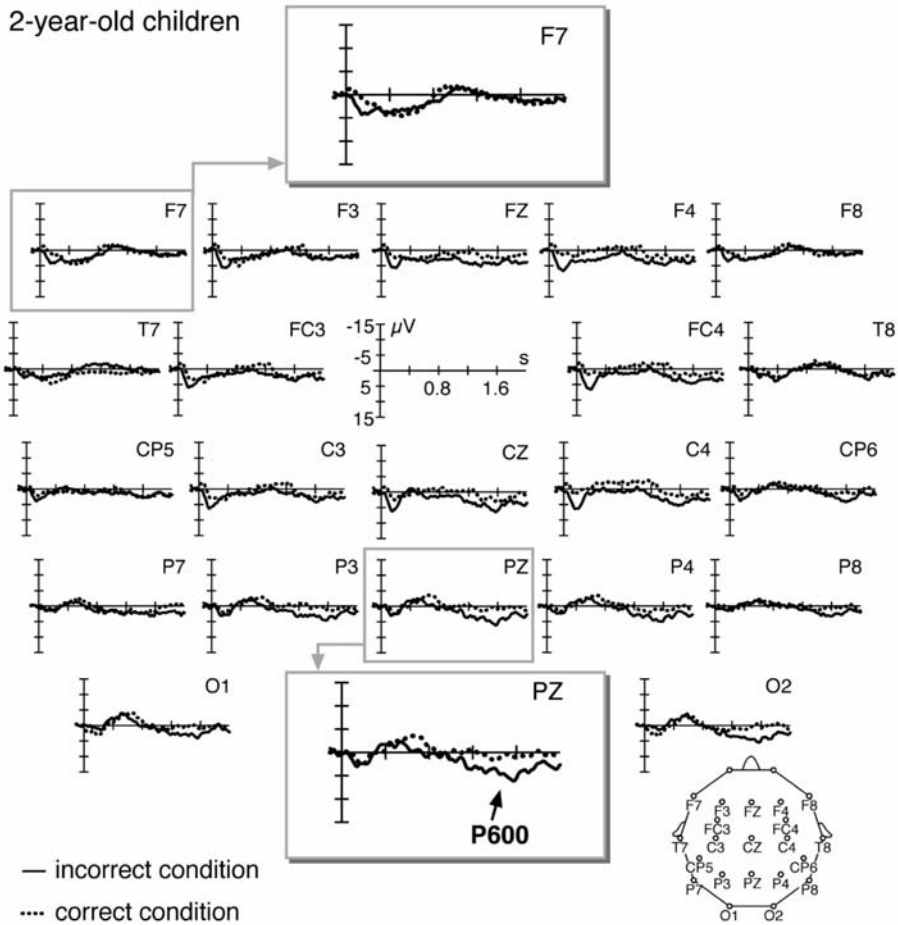 2-year-old children
F7
F7 F3 FZ F4 F8
T7 FC3 -15 µV FC4 T8
-5 s
5 0.8 1.6
15
CP5 C3 CZ C4 CP6
P7 P3 PZ P4 P8
O1 PZ O2
P600
F7 F3 FZ F4 F8
FC3 FC4
T7 C3 CZ C4 T8
CP5 CP6
P7 P3 PZ P4 P8
O1 O2
incorrect condition
correct condition